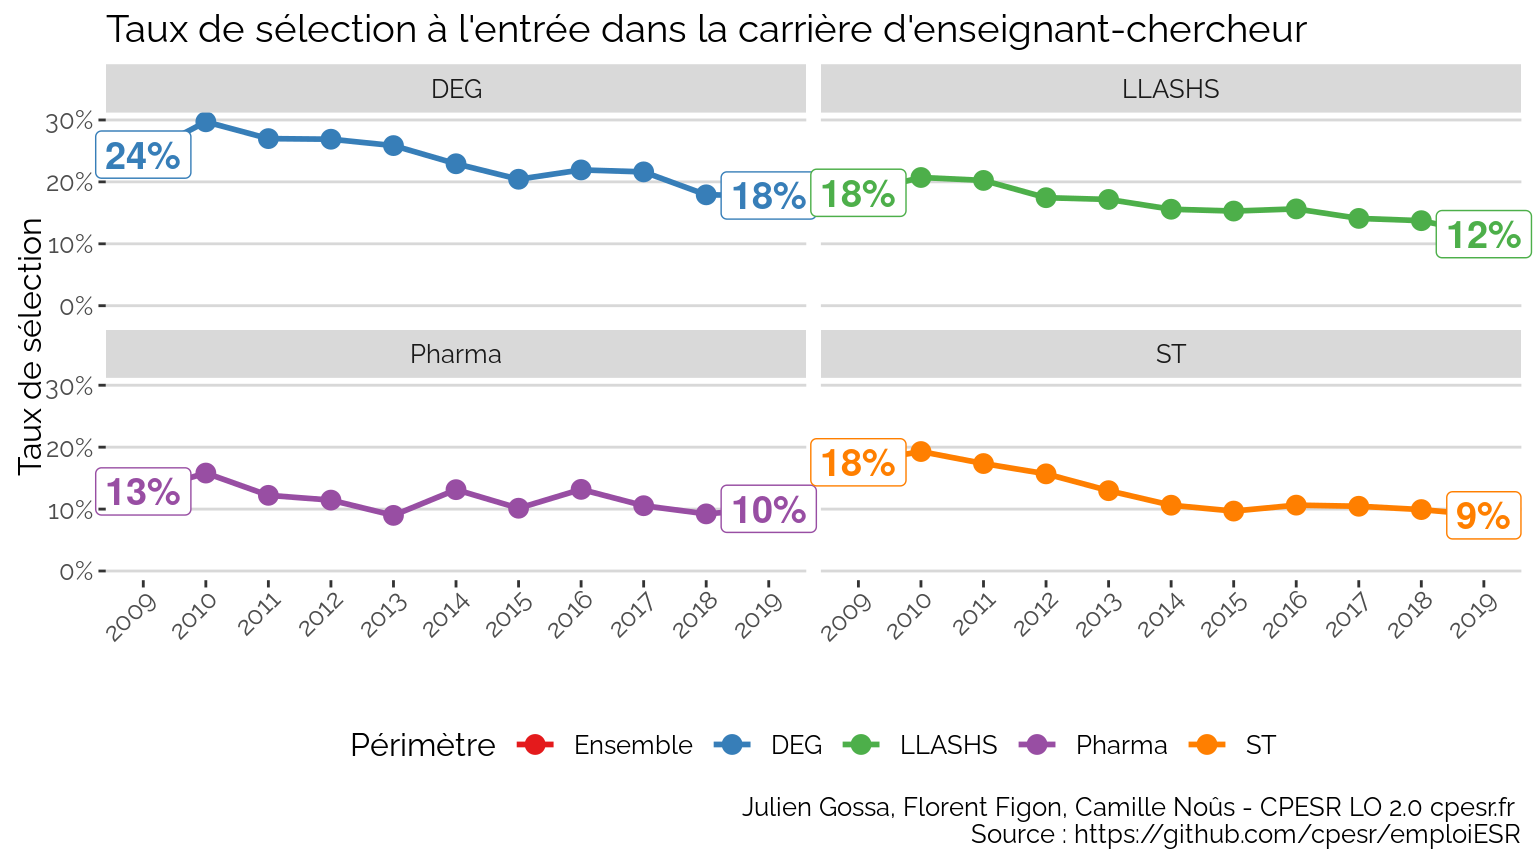 Taux de sélection à l'entrée dans la carrière d'enseignant-chercheur
DEG
LLASHS
Taux de sélection
30%
20%
10%
0%
24%
18%
18%
12%
Pharma
ST
30%
20%
10%
0%
13%
10%
18%
9%
2009 2010 2011 2012 2013 2014 2015 2016 2017 2018 2019
2009 2010 2011 2012 2013 2014 2015 2016 2017 2018 2019
Périmètre Ensemble DEG LLASHS Pharma ST
Julien Gossa, Florent Figon, Camille Noûs - CPESR LO 2.0 cpesr.fr
Source : https://github.com/cpesr/emploiESR